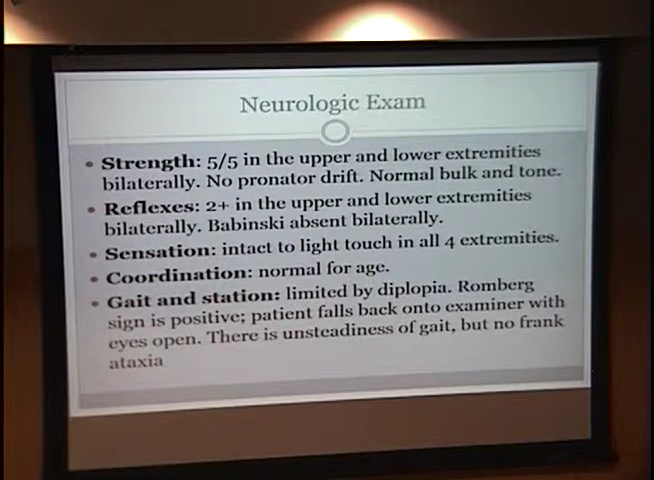 Neurologic Exam
• Strength: 5/5 in the upper and lower extremities
bilaterally. No pronator drift. Normal bulk and tone.
• Reflexes: 2+ in the upper and lower extremities
bilaterally. Babinski absent bilaterally.
• Sensation: intact to light touch in all 4 extremities.
• Coordination: normal for age.
• Gait and station: limited by diplopia. Romberg
sign is positive; patient falls back onto examiner with
eyes open. There is unsteadiness of gait, but no frank
ataxia